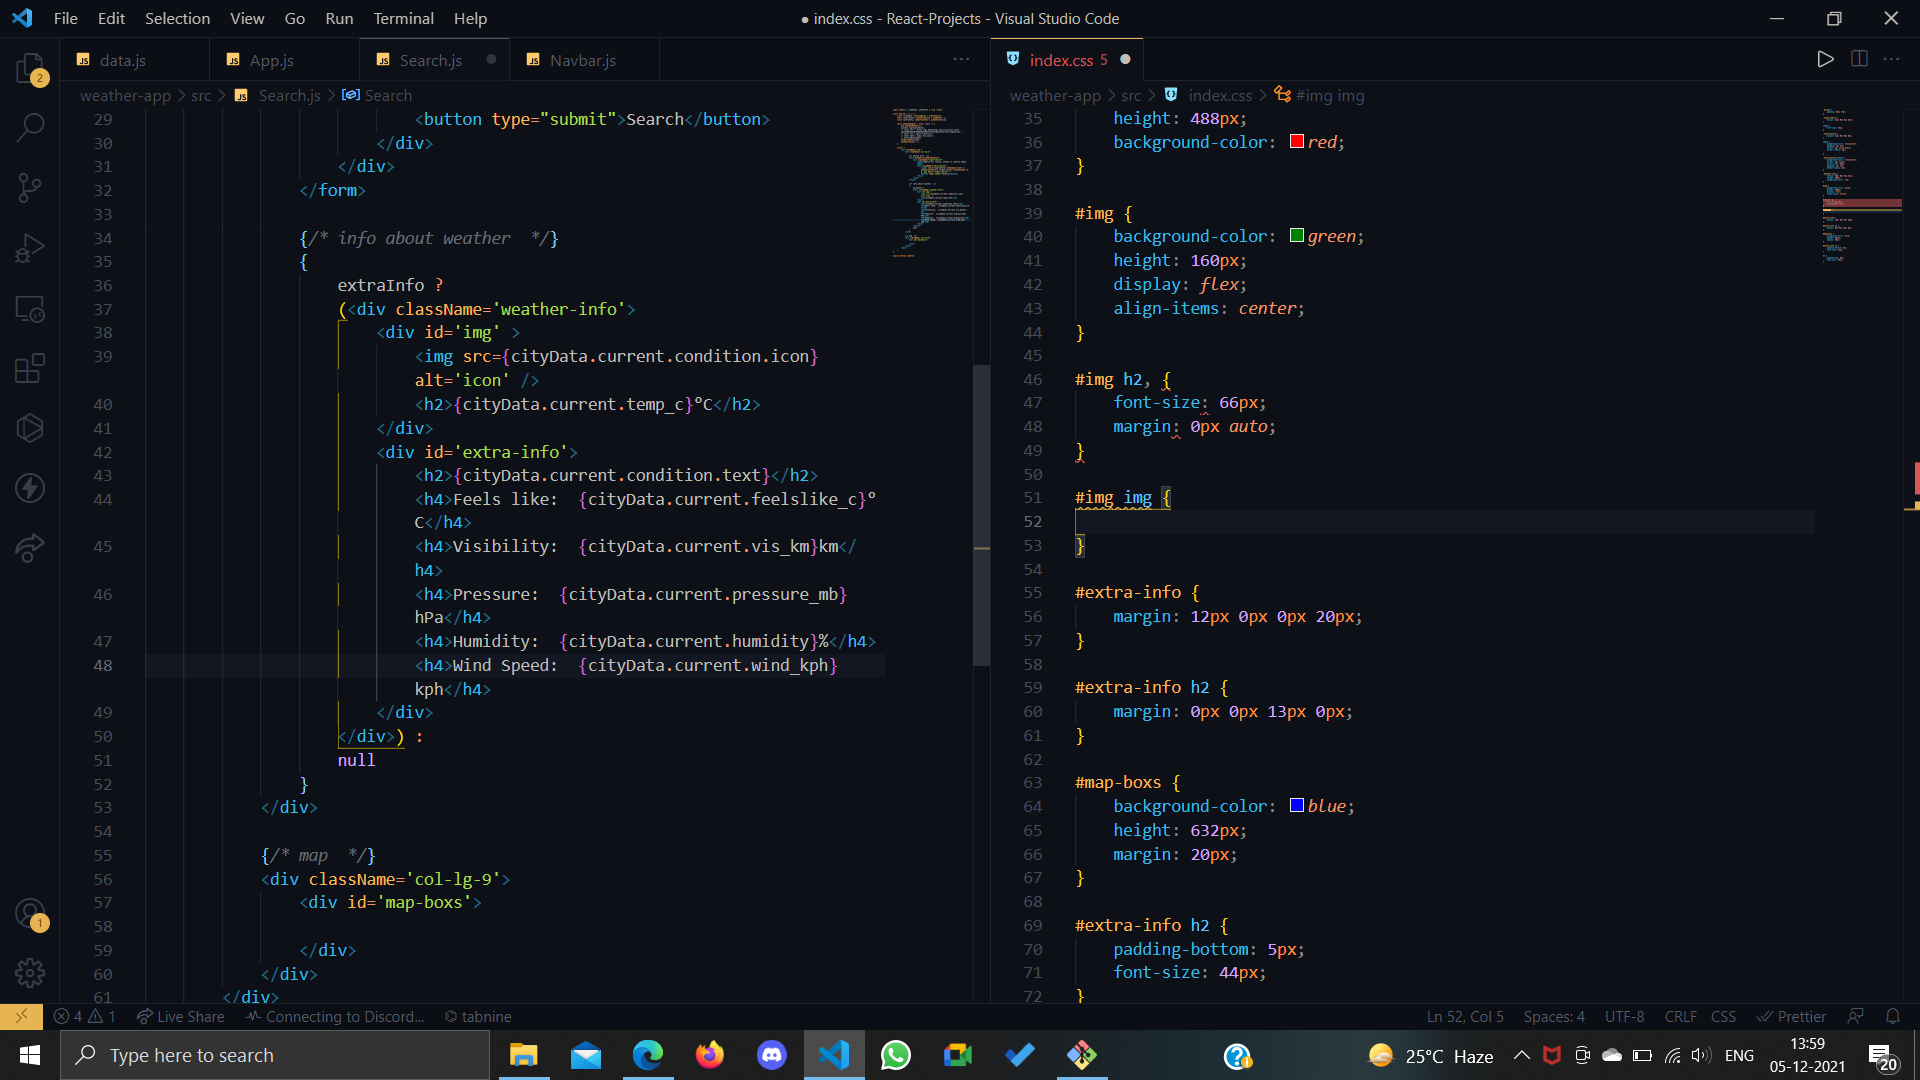 File Edit Selection View Go Run Terminal Help
● index.css - React-Projects - Visual Studio Code
JS data.js
JS App.js
JS Search.js
JS Navbar.js
index.css 5
weather-app > src > JS Search.js > Search
29 <button type="submit">Search</button>
30 </div>
31 </div>
32 </form>
33
34 {/* info about weather  */}
35 {
36 extraInfo ?
37 (<div className='weather-info'>
38 <div id='img' >
39 <img src={cityData.current.condition.icon}
alt='icon' />
40 <h2>{cityData.current.temp_c}°C</h2>
41 </div>
42 <div id='extra-info'>
43 <h2>{cityData.current.condition.text}</h2>
44 <h4>Feels like:  {cityData.current.feelslike_c}°
C</h4>
45 <h4>Visibility:  {cityData.current.vis_km}km</
h4>
46 <h4>Pressure:  {cityData.current.pressure_mb}
hPa</h4>
47 <h4>Humidity:  {cityData.current.humidity}%</h4>
48 <h4>Wind Speed:  {cityData.current.wind_kph}
kph</h4>
49 </div>
50 </div>) :
51 null
52 }
53 </div>
54
55 {/* map  */}
56 <div className='col-lg-9'>
57 <div id='map-boxs'>
58
59 </div>
60 </div>
61 </div>
weather-app > src > index.css > #img img
35 height: 488px;
36 background-color: red;
37 }
38
39 #img {
40 background-color: green;
41 height: 160px;
42 display: flex;
43 align-items: center;
44 }
45
46 #img h2, {
47 font-size: 66px;
48 margin: 0px auto;
49 }
50
51 #img img {
52
53 }
54
55 #extra-info {
56 margin: 12px 0px 0px 20px;
57 }
58
59 #extra-info h2 {
60 margin: 0px 0px 13px 0px;
61 }
62
63 #map-boxs {
64 background-color: blue;
65 height: 632px;
66 margin: 20px;
67 }
68
69 #extra-info h2 {
70 padding-bottom: 5px;
71 font-size: 44px;
72 }
2
1
4 1 Live Share Connecting to Discord... tabnine
Ln 52, Col 5 Spaces: 4 UTF-8 CRLF CSS Prettier
Type here to search
25°C Haze
ENG
13:59
05-12-2021
20